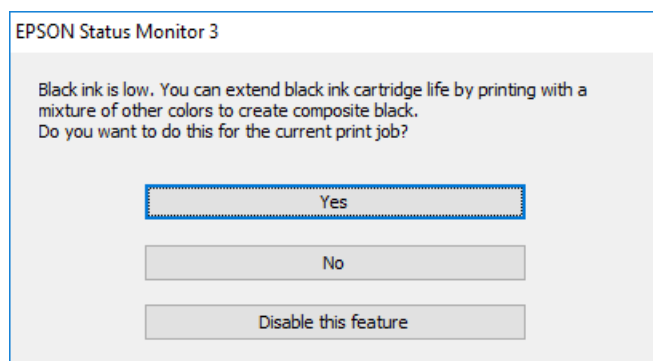 EPSON Status Monitor 3
Black ink is low. You can extend black ink cartridge life by printing with a
mixture of other colors to create composite black.
Do you want to do this for the current print job?
Yes
No
Disable this feature